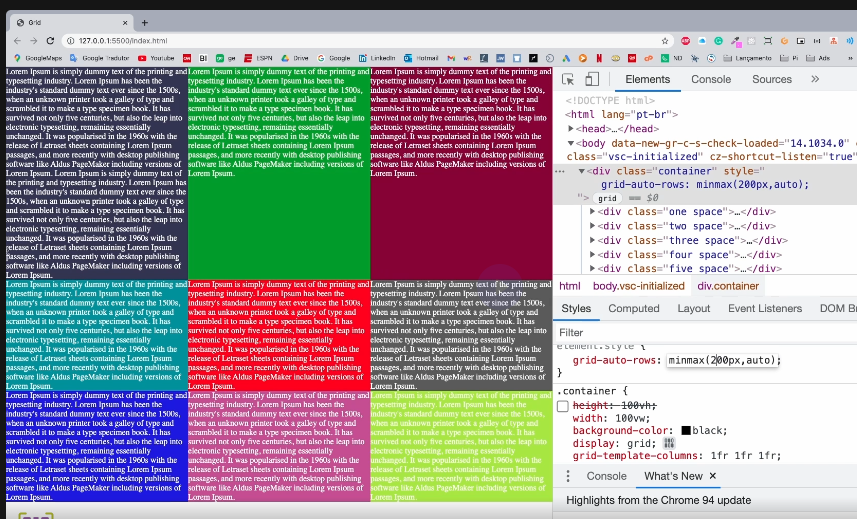 Grid
127.0.0.1:5500/index.html
GoogleMaps Google Tradutor Youtube BI ge ESPN Drive Google LinkedIn Hotmail ND Lançamento Pi Ads »
Lorem Ipsum is simply dummy text of the printing and
typesetting industry. Lorem Ipsum has been the
industry's standard dummy text ever since the 1500s,
when an unknown printer took a galley of type and
scrambled it to make a type specimen book. It has
survived not only five centuries, but also the leap into
electronic typesetting, remaining essentially
unchanged. It was popularised in the 1960s with the
release of Letraset sheets containing Lorem Ipsum
passages, and more recently with desktop publishing
software like Aldus PageMaker including versions of
Lorem Ipsum. Lorem Ipsum is simply dummy text of
the printing and typesetting industry. Lorem Ipsum has
been the industry's standard dummy text ever since the
1500s, when an unknown printer took a galley of type
and scrambled it to make a type specimen book. It has
survived not only five centuries, but also the leap into
electronic typesetting, remaining essentially
unchanged. It was popularised in the 1960s with the
release of Letraset sheets containing Lorem Ipsum
passages, and more recently with desktop publishing
software like Aldus PageMaker including versions of
Lorem Ipsum.
Lorem Ipsum is simply dummy text of the printing and
typesetting industry. Lorem Ipsum has been the
industry's standard dummy text ever since the 1500s,
when an unknown printer took a galley of type and
scrambled it to make a type specimen book. It has
survived not only five centuries, but also the leap into
electronic typesetting, remaining essentially
unchanged. It was popularised in the 1960s with the
release of Letraset sheets containing Lorem Ipsum
passages, and more recently with desktop publishing
software like Aldus PageMaker including versions of
Lorem Ipsum.
Lorem Ipsum is simply dummy text of the printing and
typesetting industry. Lorem Ipsum has been the
industry's standard dummy text ever since the 1500s,
when an unknown printer took a galley of type and
scrambled it to make a type specimen book. It has
survived not only five centuries, but also the leap into
electronic typesetting, remaining essentially
unchanged. It was popularised in the 1960s with the
release of Letraset sheets containing Lorem Ipsum
passages, and more recently with desktop publishing
software like Aldus PageMaker including versions of
Lorem Ipsum.
Lorem Ipsum is simply dummy text of the printing and
typesetting industry. Lorem Ipsum has been the
industry's standard dummy text ever since the 1500s,
when an unknown printer took a galley of type and
scrambled it to make a type specimen book. It has
survived not only five centuries, but also the leap into
electronic typesetting, remaining essentially
unchanged. It was popularised in the 1960s with the
release of Letraset sheets containing Lorem Ipsum
passages, and more recently with desktop publishing
software like Aldus PageMaker including versions of
Lorem Ipsum.
Lorem Ipsum is simply dummy text of the printing and
typesetting industry. Lorem Ipsum has been the
industry's standard dummy text ever since the 1500s,
when an unknown printer took a galley of type and
scrambled it to make a type specimen book. It has
survived not only five centuries, but also the leap into
electronic typesetting, remaining essentially
unchanged. It was popularised in the 1960s with the
release of Letraset sheets containing Lorem Ipsum
passages, and more recently with desktop publishing
software like Aldus PageMaker including versions of
Lorem Ipsum.
Lorem Ipsum is simply dummy text of the printing and
typesetting industry. Lorem Ipsum has been the
industry's standard dummy text ever since the 1500s,
when an unknown printer took a galley of type and
scrambled it to make a type specimen book. It has
survived not only five centuries, but also the leap into
electronic typesetting, remaining essentially
unchanged. It was popularised in the 1960s with the
release of Letraset sheets containing Lorem Ipsum
passages, and more recently with desktop publishing
software like Aldus PageMaker including versions of
Lorem Ipsum.
Lorem Ipsum is simply dummy text of the printing and
typesetting industry. Lorem Ipsum has been the
industry's standard dummy text ever since the 1500s,
when an unknown printer took a galley of type and
scrambled it to make a type specimen book. It has
survived not only five centuries, but also the leap into
electronic typesetting, remaining essentially
unchanged. It was popularised in the 1960s with the
release of Letraset sheets containing Lorem Ipsum
passages, and more recently with desktop publishing
software like Aldus PageMaker including versions of
Lorem Ipsum.
Lorem Ipsum is simply dummy text of the printing and
typesetting industry. Lorem Ipsum has been the
industry's standard dummy text ever since the 1500s,
when an unknown printer took a galley of type and
scrambled it to make a type specimen book. It has
survived not only five centuries, but also the leap into
electronic typesetting, remaining essentially
unchanged. It was popularised in the 1960s with the
release of Letraset sheets containing Lorem Ipsum
passages, and more recently with desktop publishing
software like Aldus PageMaker including versions of
Lorem Ipsum.
Lorem Ipsum is simply dummy text of the printing and
typesetting industry. Lorem Ipsum has been the
industry's standard dummy text ever since the 1500s,
when an unknown printer took a galley of type and
scrambled it to make a type specimen book. It has
survived not only five centuries, but also the leap into
electronic typesetting, remaining essentially
unchanged. It was popularised in the 1960s with the
release of Letraset sheets containing Lorem Ipsum
passages, and more recently with desktop publishing
software like Aldus PageMaker including versions of
Lorem Ipsum.
Elements Console Sources »
<!DOCTYPE html>
<html lang="pt-br">
<head>…</head>
<body data-new-gr-c-s-check-loaded="14.1034.0"
class="vsc-initialized" cz-shortcut-listen="true"
<div class="container" style="
grid-auto-rows: minmax(200px,auto);
"> grid == $0
<div class="one space">…</div>
<div class="two space">…</div>
<div class="three space">…</div>
<div class="four space">…</div>
<div class="five space">…</div>
html body.vsc-initialized div.container
Styles Computed Layout Event Listeners DOM Br
Filter
element.style {
grid-auto-rows: minmax(200px,auto);
}
.container {
height: 100vh;
width: 100vw;
background-color: black;
display: grid;
grid-template-columns: 1fr 1fr 1fr;
Console What's New ×
Highlights from the Chrome 94 update